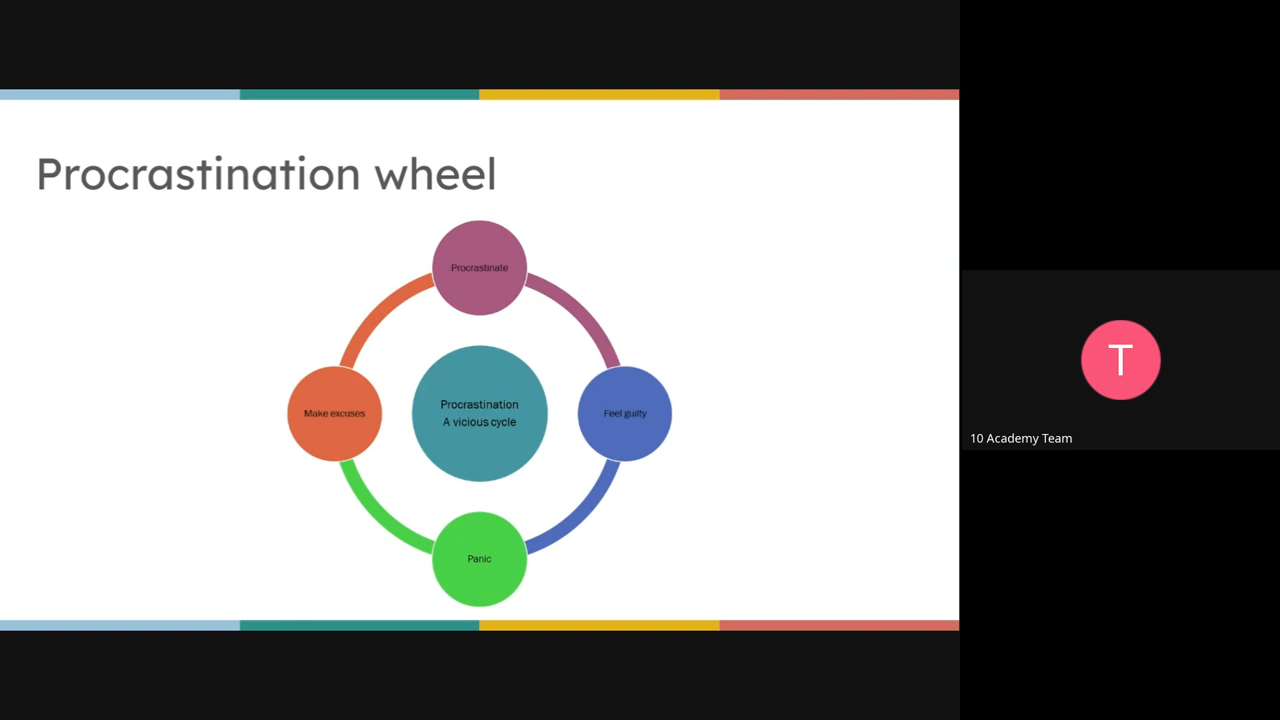 Procrastination wheel
Procrastinate
Make excuses
Procrastination
A vicious cycle
Feel guilty
Panic
T
10 Academy Team